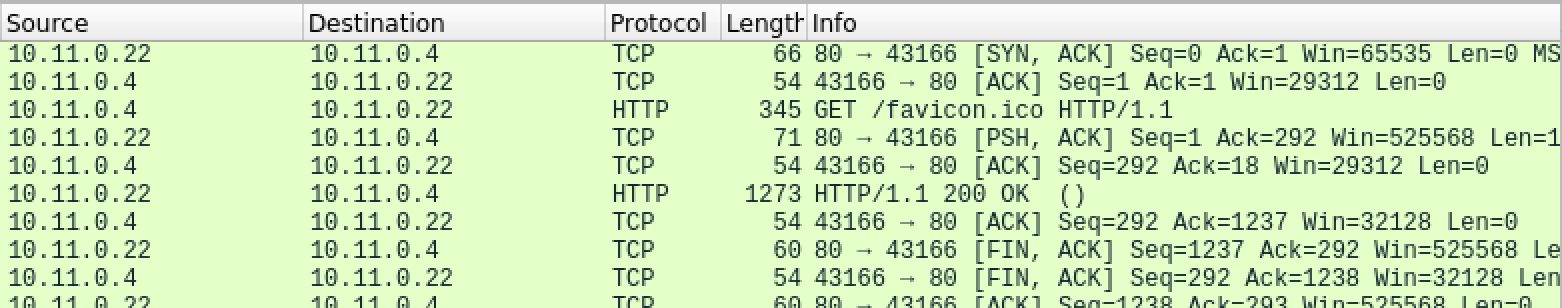 Source Destination Protocol Length Info
10.11.0.22 10.11.0.4 TCP 66 80 → 43166 [SYN, ACK] Seq=0 Ack=1 Win=65535 Len=0 MS
10.11.0.4 10.11.0.22 TCP 54 43166 → 80 [ACK] Seq=1 Ack=1 Win=29312 Len=0
10.11.0.4 10.11.0.22 HTTP 345 GET /favicon.ico HTTP/1.1
10.11.0.22 10.11.0.4 TCP 71 80 → 43166 [PSH, ACK] Seq=1 Ack=292 Win=525568 Len=1
10.11.0.4 10.11.0.22 TCP 54 43166 → 80 [ACK] Seq=292 Ack=18 Win=29312 Len=0
10.11.0.22 10.11.0.4 HTTP 1273 HTTP/1.1 200 OK ()
10.11.0.4 10.11.0.22 TCP 54 43166 → 80 [ACK] Seq=292 Ack=1237 Win=32128 Len=0
10.11.0.22 10.11.0.4 TCP 60 80 → 43166 [FIN, ACK] Seq=1237 Ack=292 Win=525568 Le
10.11.0.4 10.11.0.22 TCP 54 43166 → 80 [FIN, ACK] Seq=292 Ack=1238 Win=32128 Len
10.11.0.22 10.11.0.4 TCP 60 80 → 43166 [ACK] Seq=1238 Ack=293 Win=525568 Len=0